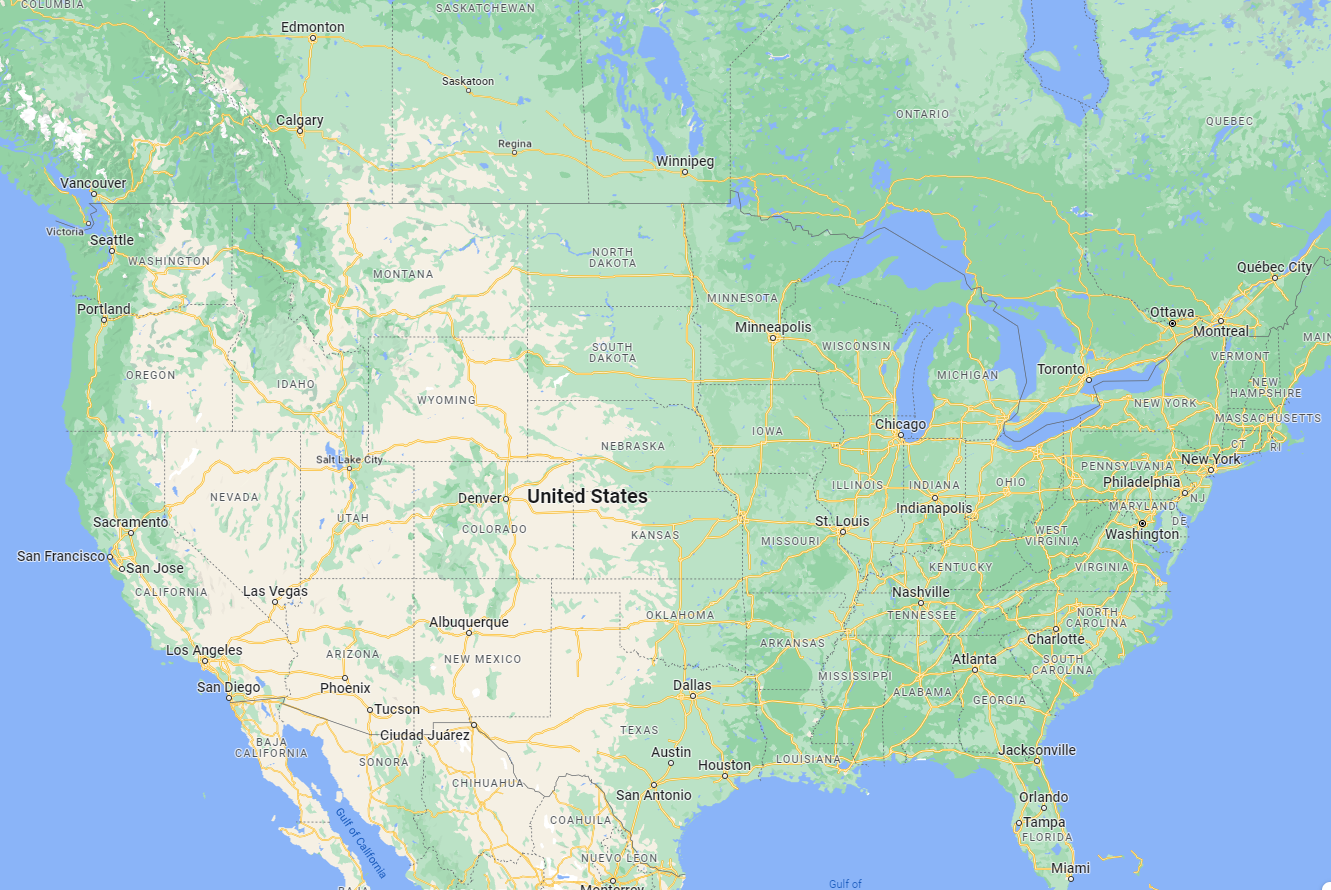 COLUMBIA
SASKATCHEWAN
Edmonton
Saskatoon
ONTARIO
Calgary
QUEBEC
Regina
Winnipeg
Vancouver
Victoria
Seattle
WASHINGTON
NORTH
DAKOTA
MONTANA
Québec City
MINNESOTA
Portland
Ottawa
Minneapolis
Montreal
MAIN
WISCONSIN
SOUTH
DAKOTA
VERMONT
Toronto
OREGON
MICHIGAN
IDAHO
NEW
HAMPSHIRE
WYOMING
NEW YORK
MASSACHUSETTS
Chicago
IOWA
NEBRASKA
CT
RI
Salt Lake City
New York
PENNSYLVANIA
Philadelphia
OHIO
ILLINOIS
INDIANA
NEVADA
Denver
United States
NJ
MARYLAND
Indianapolis
UTAH
Sacramento
St. Louis
DE
COLORADO
KANSAS
WEST
VIRGINIA
Washington
MISSOURI
San Francisco
San Jose
KENTUCKY
VIRGINIA
CALIFORNIA
Las Vegas
Nashville
OKLAHOMA
TENNESSEE
NORTH
CAROLINA
Albuquerque
Charlotte
ARKANSAS
Los Angeles
ARIZONA
NEW MEXICO
Atlanta
SOUTH
CAROLINA
MISSISSIPPI
San Diego
Phoenix
Dallas
ALABAMA
GEORGIA
Tucson
TEXAS
Ciudad Juárez
BAJA
CALIFORNIA
Austin
Jacksonville
SONORA
Houston
LOUISIANA
CHIHUAHUA
San Antonio
Orlando
Gulf of California
COAHUILA
Tampa
FLORIDA
NUEVO LEON
Miami
Monterrey
BAJA
Gulf of